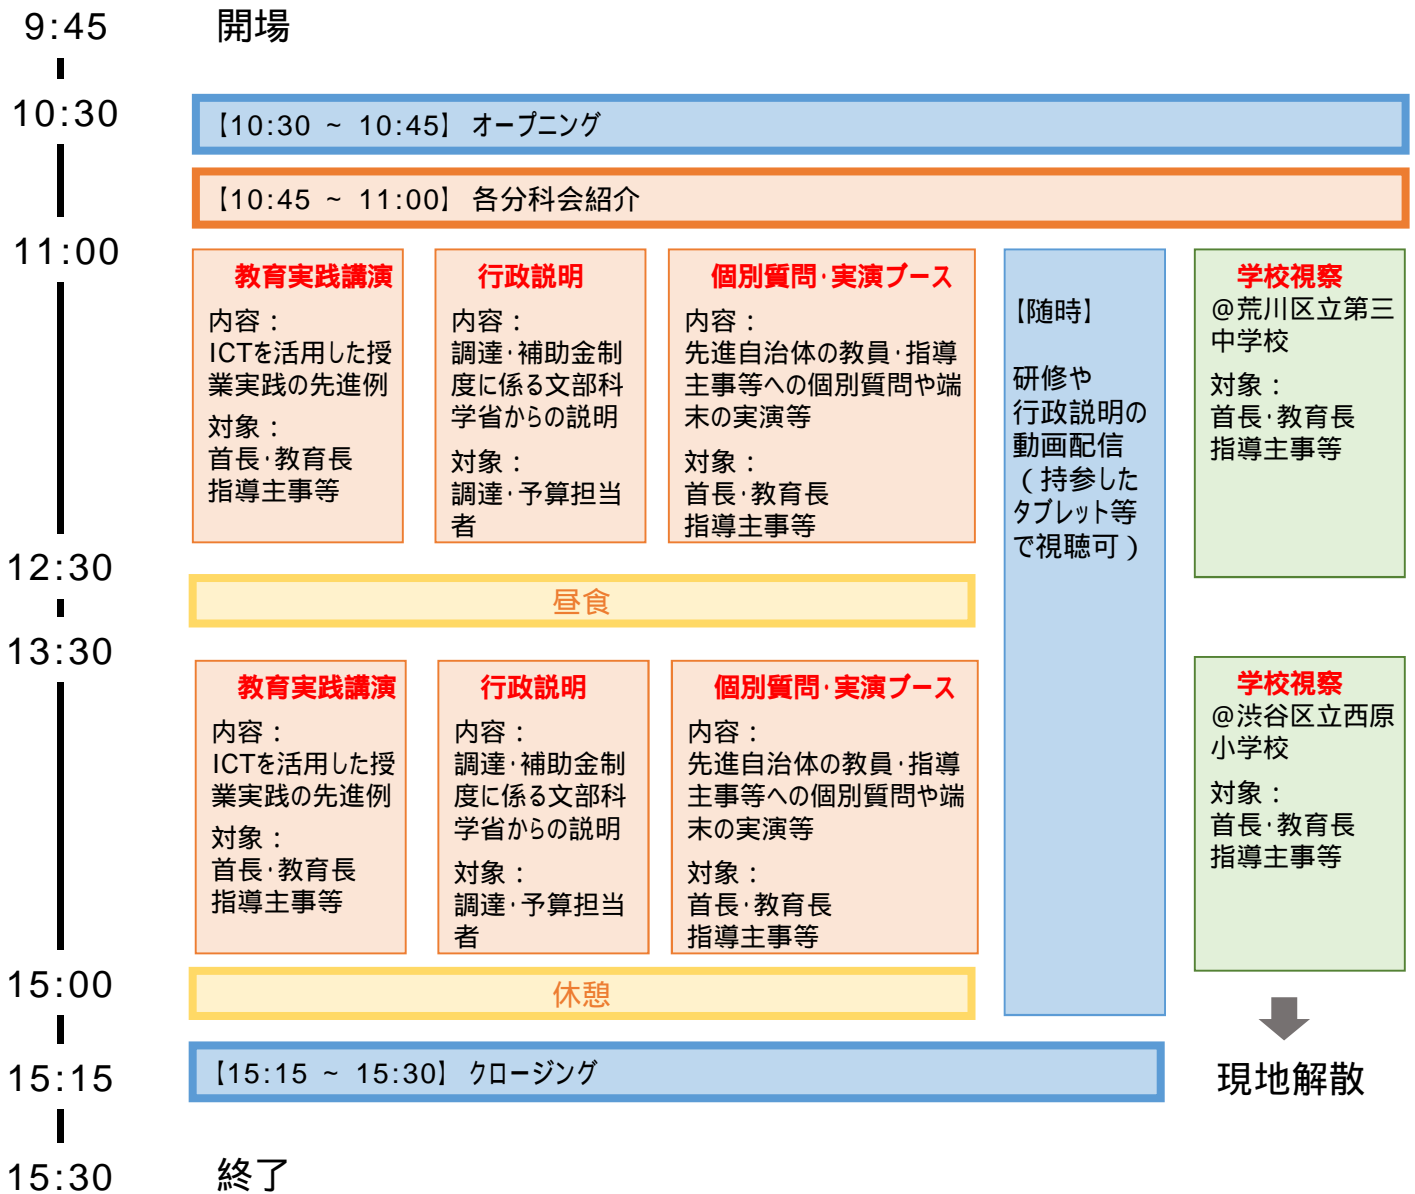 9:45 開場
10:30
【10:30 ~ 10:45】 オープニング
【10:45 ~ 11:00】 各分科会紹介
11:00
教育実践講演
内容：
ICTを活用した授
業実践の先進例
対象：
首長・教育長
指導主事等
行政説明
内容：
調達・補助金制
度に係る文部科
学省からの説明
対象：
調達・予算担当
者
個別質問・実演ブース
内容：
先進自治体の教員・指導
主事等への個別質問や端
末の実演等
対象：
首長・教育長
指導主事等
【随時】
研修や
行政説明の
動画配信
（持参した
タブレット等
で視聴可）
学校視察
@荒川区立第三
中学校
対象：
首長・教育長
指導主事等
12:30
昼食
13:30
教育実践講演
内容：
ICTを活用した授
業実践の先進例
対象：
首長・教育長
指導主事等
行政説明
内容：
調達・補助金制
度に係る文部科
学省からの説明
対象：
調達・予算担当
者
個別質問・実演ブース
内容：
先進自治体の教員・指導
主事等への個別質問や端
末の実演等
対象：
首長・教育長
指導主事等
学校視察
@渋谷区立西原
小学校
対象：
首長・教育長
指導主事等
15:00
休憩
15:15
【15:15 ~ 15:30】 クロージング
現地解散
15:30 終了